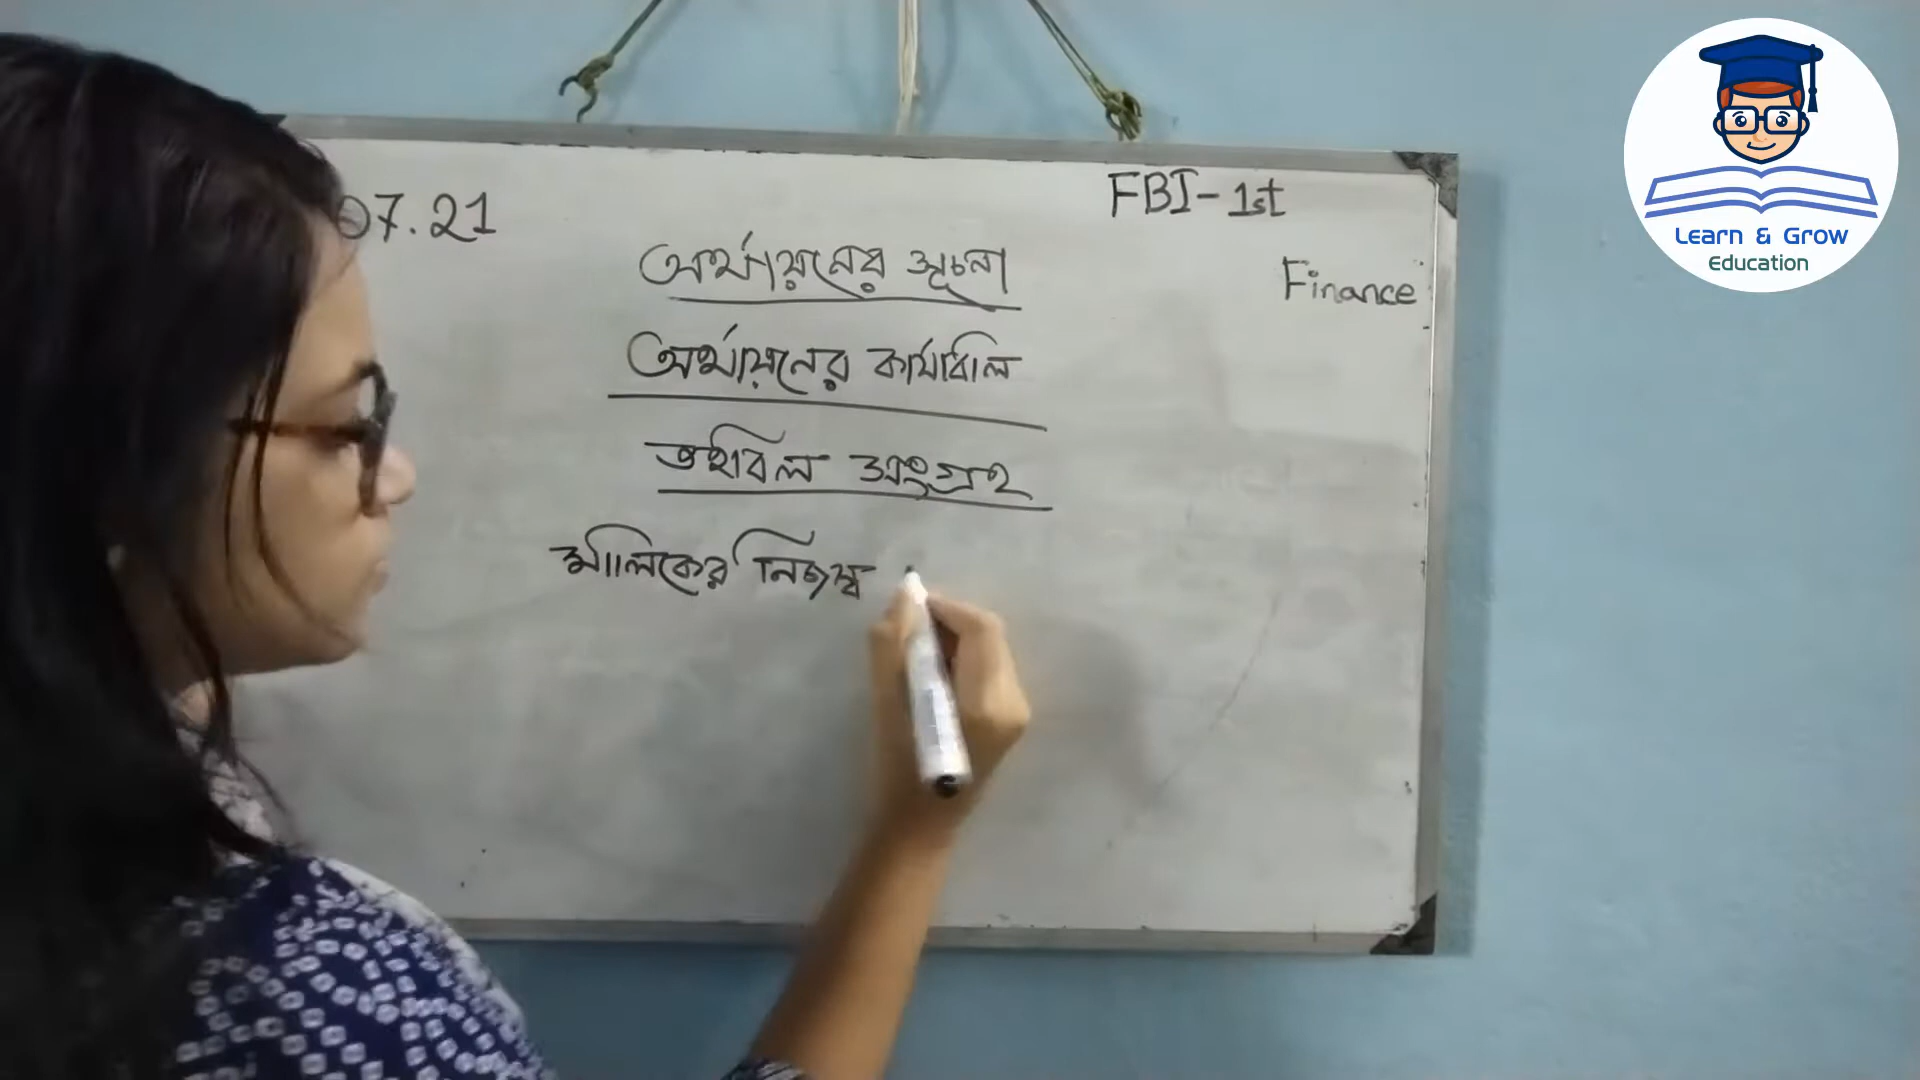 07.21
FBI-1st
Finance
অর্থায়নের সূচনা
অর্থায়নের কার্যাবলি
তহবিল সংগ্রহ
মালিকের নিজস্ব
Learn & Grow
Education